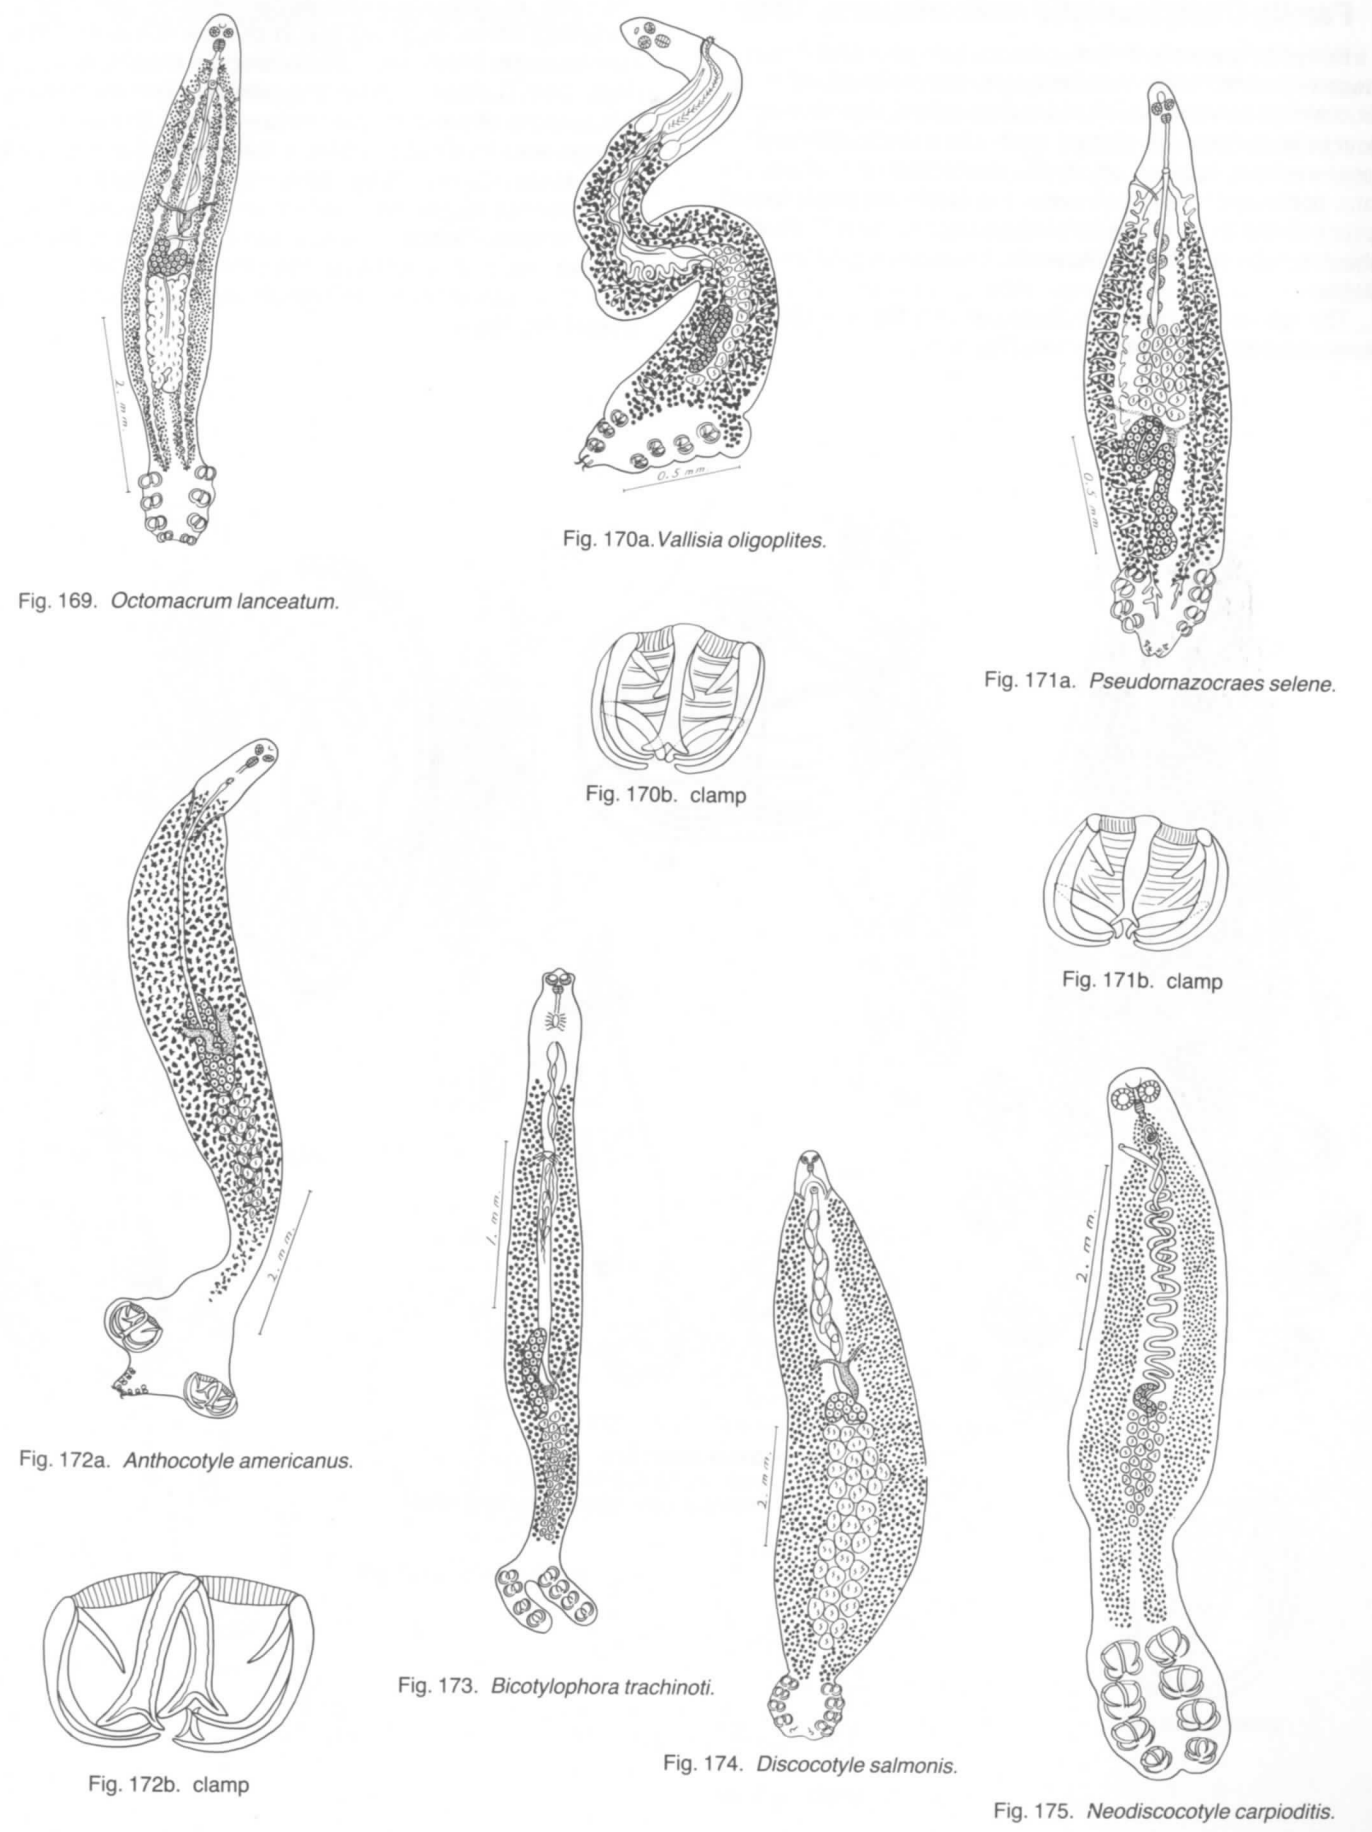 2. mm.
Fig. 169. Octomacrum lanceatum.
0.5 mm.
Fig. 170a. Vallisia oligoplites.
0.5 mm
Fig. 171a. Pseudomazocraes selene.
Fig. 170b. clamp
Fig. 171b. clamp
2. mm.
Fig. 172a. Anthocotyle americanus.
Fig. 172b. clamp
1. mm.
Fig. 173. Bicotylophora trachinoti.
2. mm.
Fig. 174. Discocotyle salmonis.
2. mm.
Fig. 175. Neodiscocotyle carpioditis.